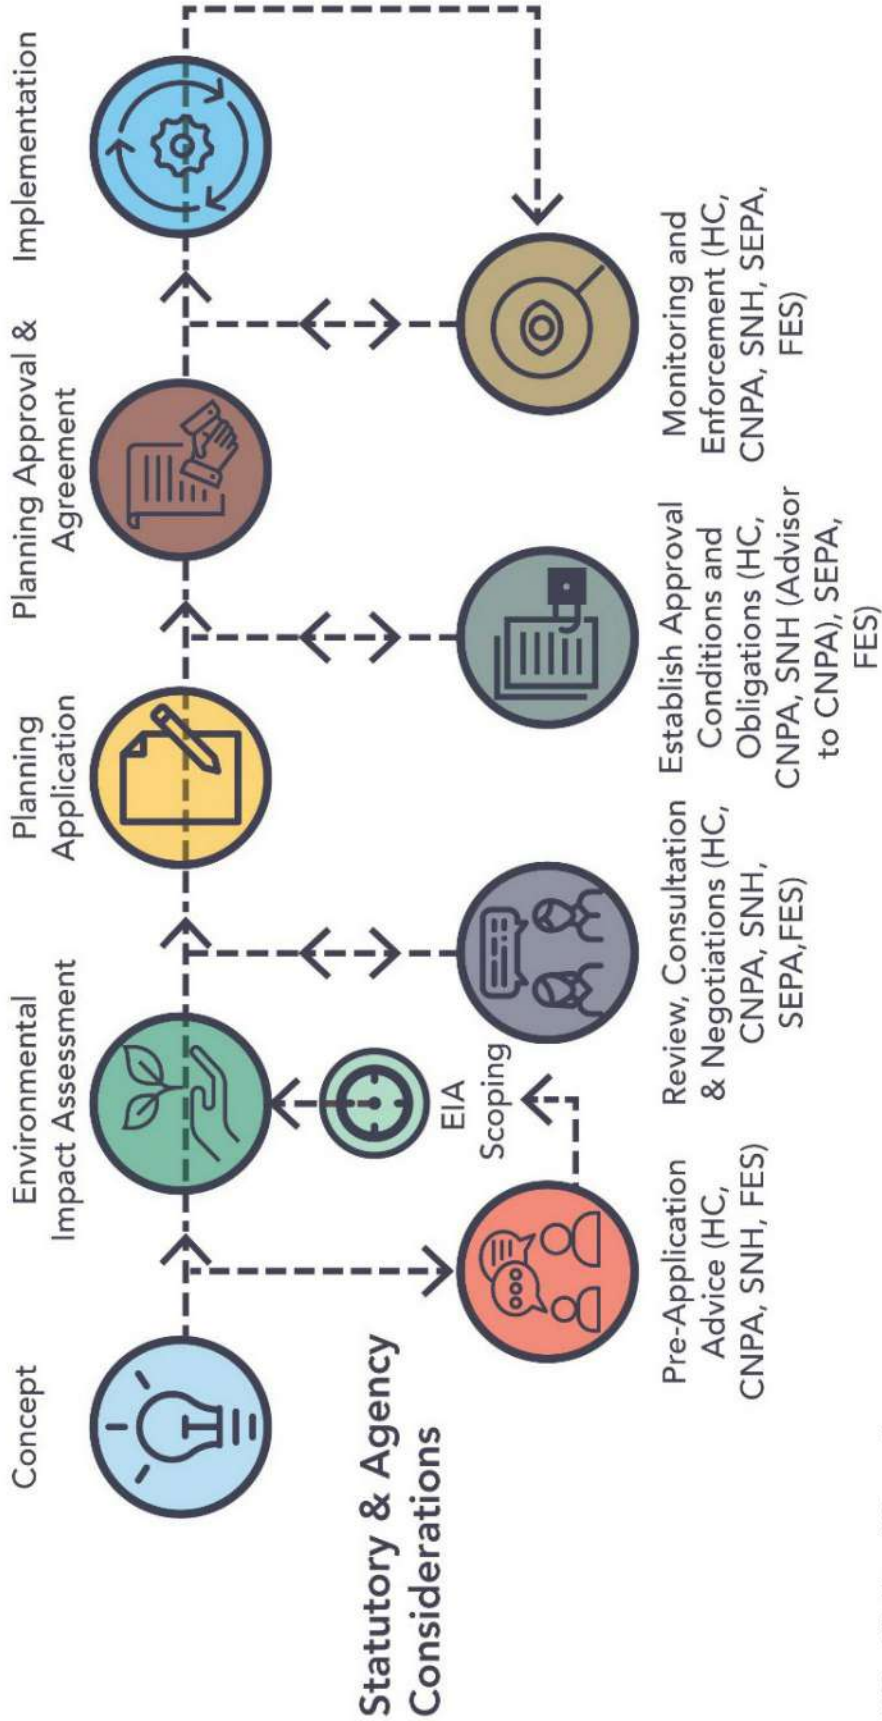 Concept
Environmental
Impact Assessment
Planning
Application
Planning Approval &
Agreement
Implementation
Statutory & Agency
Considerations
EIA
Scoping
Pre-Application
Advice (HC,
CNPA, SNH, FES)
Review, Consultation
& Negotiations (HC,
CNPA, SNH,
SEPA,FES)
Establish Approval
Conditions and
Obligations (HC,
CNPA, SNH (Advisor
to CNPA), SEPA,
FES)
Monitoring and
Enforcement (HC,
CNPA, SNH, SEPA,
FES)